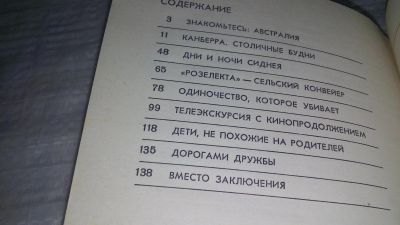 СОДЕРЖАНИЕ
3 ЗНАКОМЬТЕСЬ: АВСТРАЛИЯ
11 КАНБЕРРА. СТОЛИЧНЫЕ БУДНИ
48 ДНИ И НОЧИ СИДНЕЯ
65 «РОЗЕЛЕКТА» — СЕЛЬСКИЙ КОНВЕЙЕР
78 ОДИНОЧЕСТВО, КОТОРОЕ УБИВАЕТ
99 ТЕЛЕЭКСКУРСИЯ С КИНОПРОДОЛЖЕНИЕМ
118 ДЕТИ, НЕ ПОХОЖИЕ НА РОДИТЕЛЕЙ
135 ДОРОГАМИ ДРУЖБЫ
138 ВМЕСТО ЗАКЛЮЧЕНИЯ